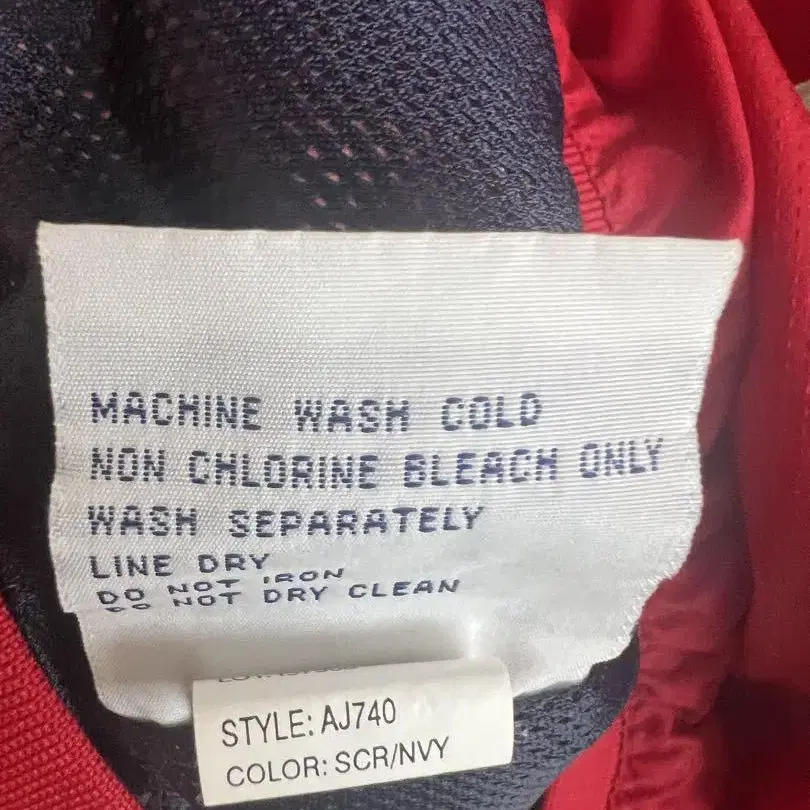 MACHINE WASH COLD
NON CHLORINE BLEACH ONLY
WASH SEPARATELY
LINE DRY
DO NOT IRON
DO NOT DRY CLEAN
STYLE: AJ740
COLOR: SCR/NVY